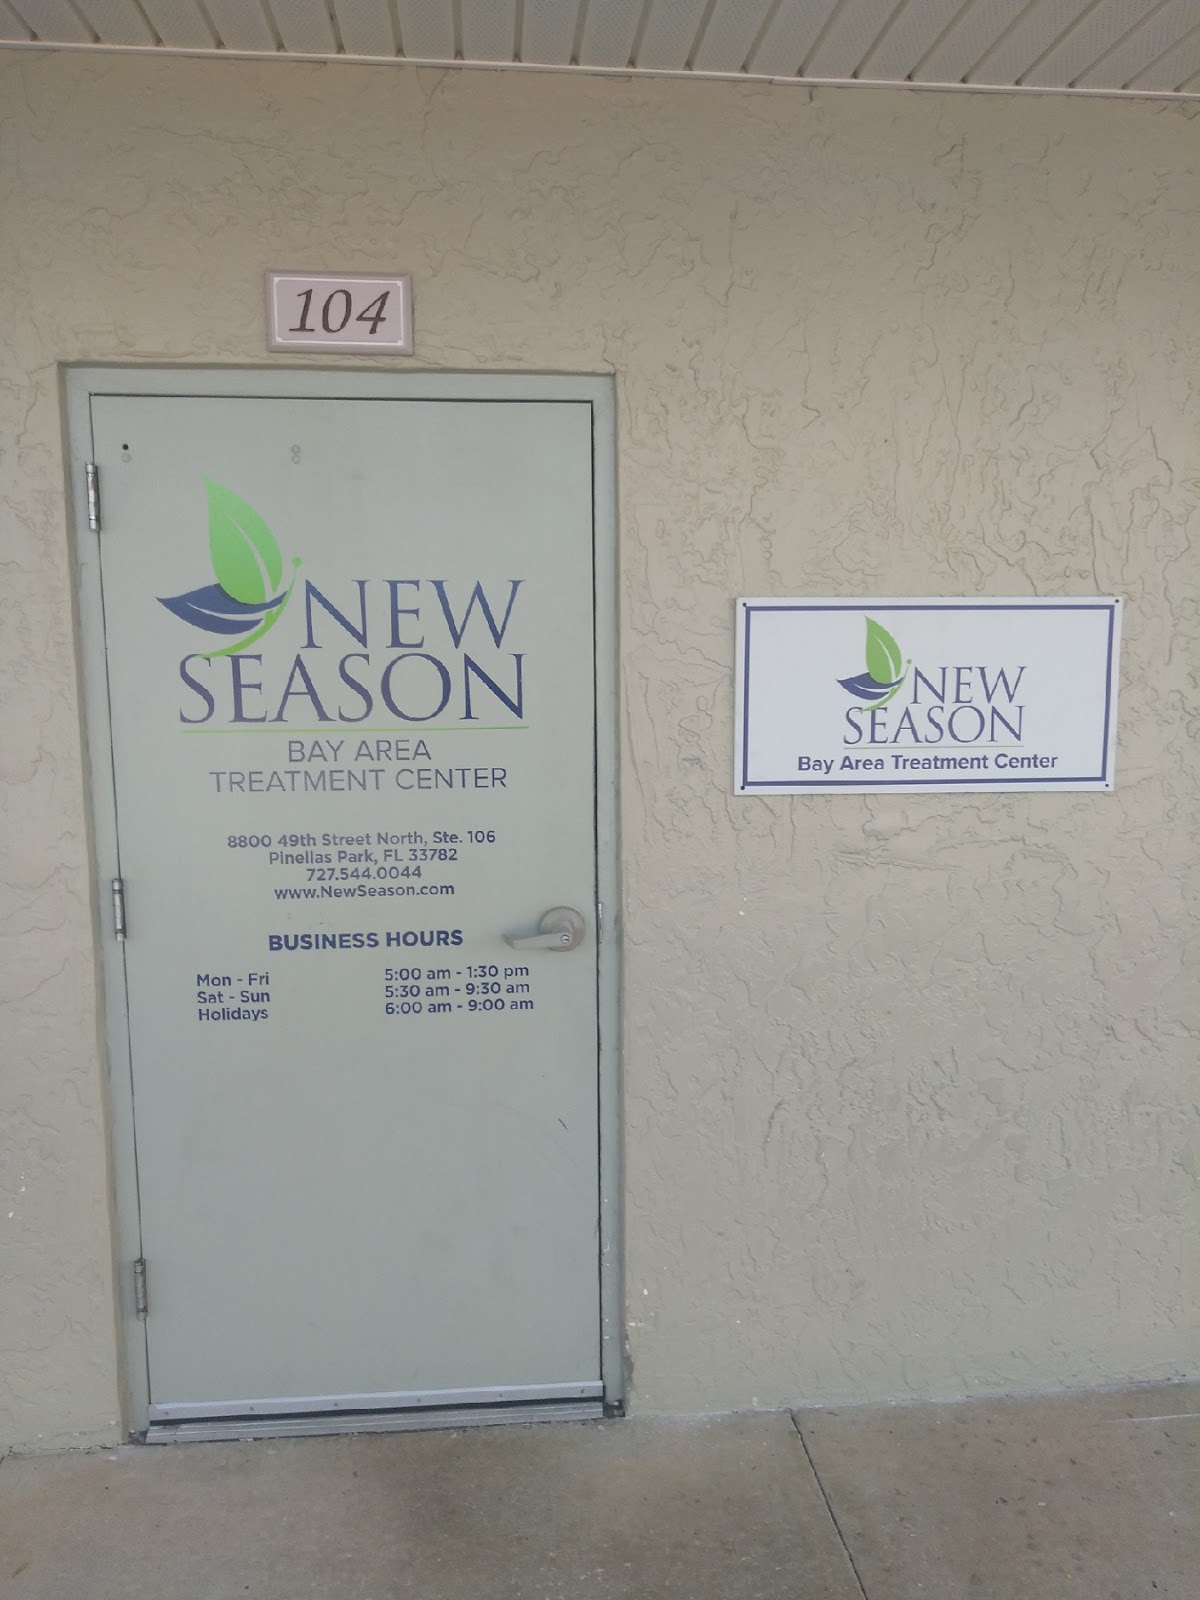 104
NEW
SEASON
BAY AREA
TREATMENT CENTER
8800 49th Street North, Ste. 106
Pinellas Park, FL 33782
727.544.0044
www.NewSeason.com
BUSINESS HOURS
Mon - Fri 5:00 am - 1:30 pm
Sat - Sun 5:30 am - 9:30 am
Holidays 6:00 am - 9:00 am
NEW
SEASON
Bay Area Treatment Center